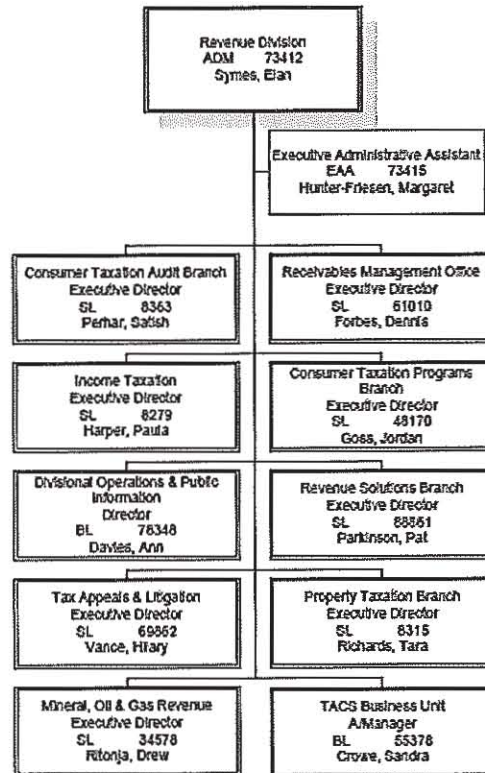 Revenue Division
ADM 73412
Symes, Elan
Executive Administrative Assistant
EAA 73415
Hunter-Friesen, Margaret
Consumer Taxation Audit Branch
Executive Director
SL 8363
Perhar, Satish
Receivables Management Office
Executive Director
SL 61010
Forbes, Dennis
Income Taxation
Executive Director
SL 8279
Harper, Paula
Consumer Taxation Programs
Branch
Executive Director
SL 48170
Goss, Jordan
Divisional Operations & Public
Information
Director
BL 78348
Davies, Ann
Revenue Solutions Branch
Executive Director
SL 88861
Parkinson, Pat
Tax Appeals & Litigation
Executive Director
SL 69862
Vance, Hilary
Property Taxation Branch
Executive Director
SL 8315
Richards, Tara
Mineral, Oil & Gas Revenue
Executive Director
SL 34578
Ritonja, Drew
TACS Business Unit
A/Manager
BL 55378
Crowe, Sandra